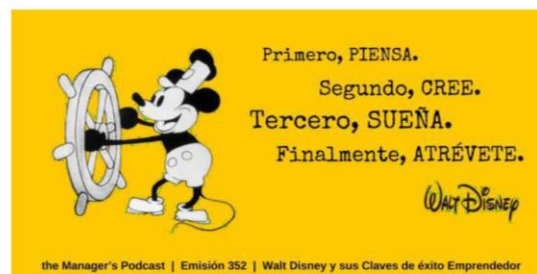 Primero, PIENSA.
Segundo, CREE.
Tercero, SUEÑA.
Finalmente, ATRÉVETE.
WALT DISNEY
the Manager's Podcast | Emisión 352 | Walt Disney y sus Claves de éxito Emprendedor